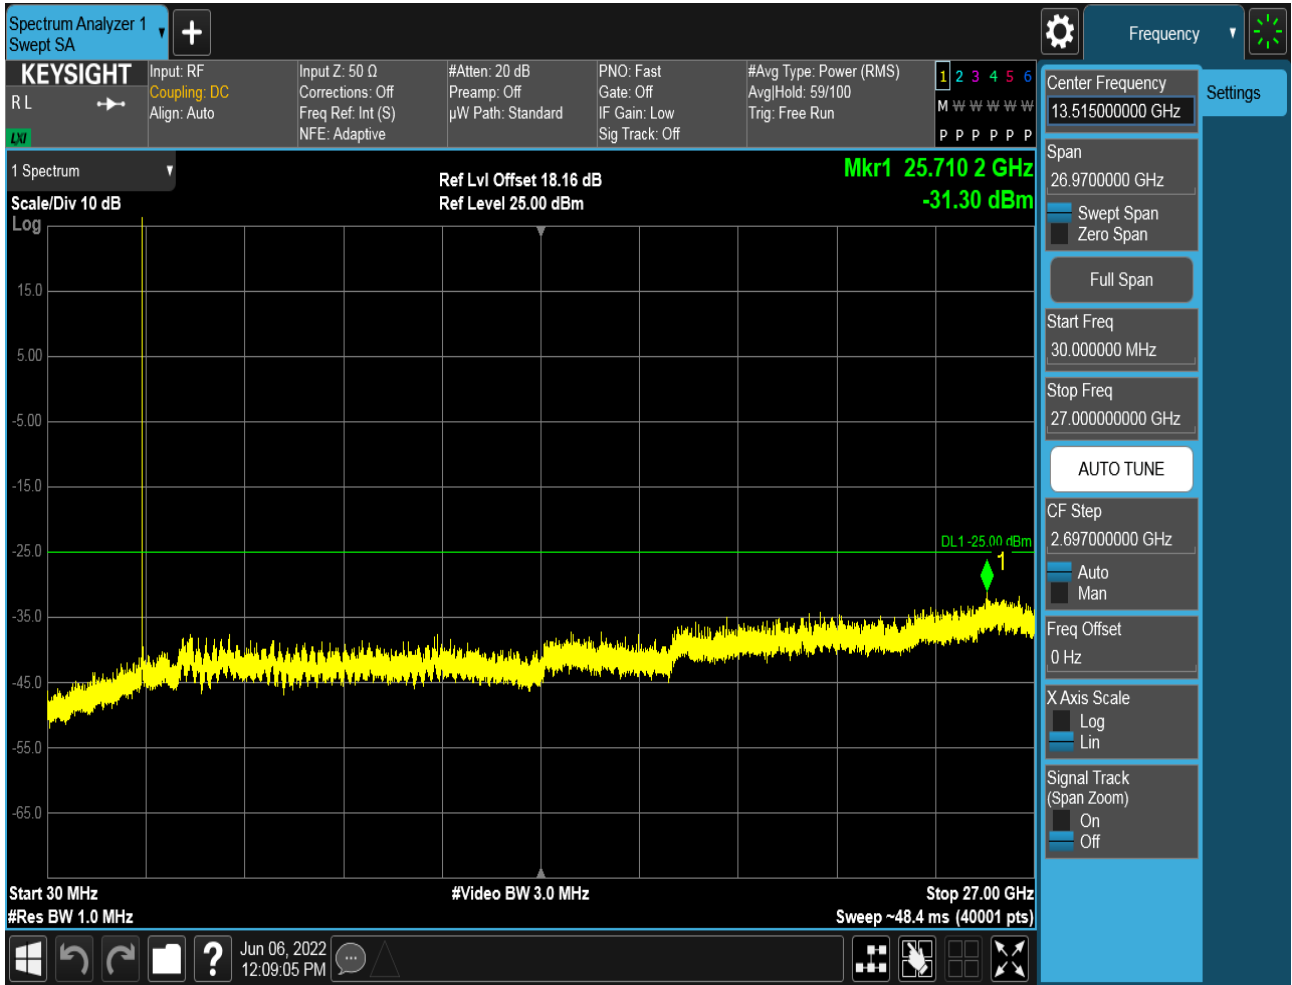 Spectrum Analyzer 1
Swept SA
Frequency
KEYSIGHT
R L
LXI
Input: RF
Coupling: DC
Align: Auto
Input Z: 50 Ω
Corrections: Off
Freq Ref: Int (S)
NFE: Adaptive
#Atten: 20 dB
Preamp: Off
µW Path: Standard
PNO: Fast
Gate: Off
IF Gain: Low
Sig Track: Off
#Avg Type: Power (RMS)
Avg|Hold: 59/100
Trig: Free Run
1 2 3 4 5 6
M W W W W W
P P P P P P
1 Spectrum
Scale/Div 10 dB
Log
Ref Lvl Offset 18.16 dB
Ref Level 25.00 dBm
Mkr1 25.710 2 GHz
-31.30 dBm
15.0
5.00
-5.00
-15.0
-25.0
-35.0
-45.0
-55.0
-65.0
DL1 -25.00 dBm
1
Start 30 MHz
#Res BW 1.0 MHz
#Video BW 3.0 MHz
Stop 27.00 GHz
Sweep ~48.4 ms (40001 pts)
Center Frequency
13.515000000 GHz
Settings
Span
26.9700000 GHz
Swept Span
Zero Span
Full Span
Start Freq
30.000000 MHz
Stop Freq
27.000000000 GHz
AUTO TUNE
CF Step
2.697000000 GHz
Auto
Man
Freq Offset
0 Hz
X Axis Scale
Log
Lin
Signal Track
(Span Zoom)
On
Off
?
Jun 06, 2022
12:09:05 PM